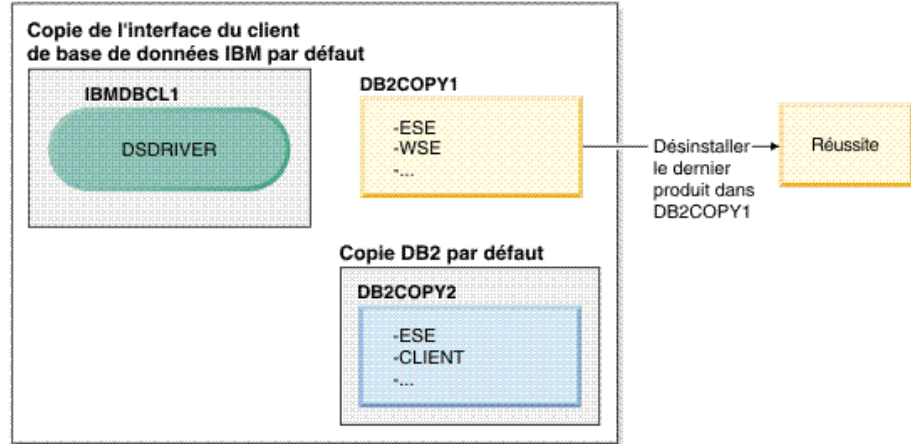 Copie de l'interface du client
de base de données IBM par défaut
IBMDBCL1
DSDRIVER
DB2COPY1
-ESE
-WSE
-...
Désinstaller
le dernier
produit dans
DB2COPY1
Réussite
Copie DB2 par défaut
DB2COPY2
-ESE
-CLIENT
-...